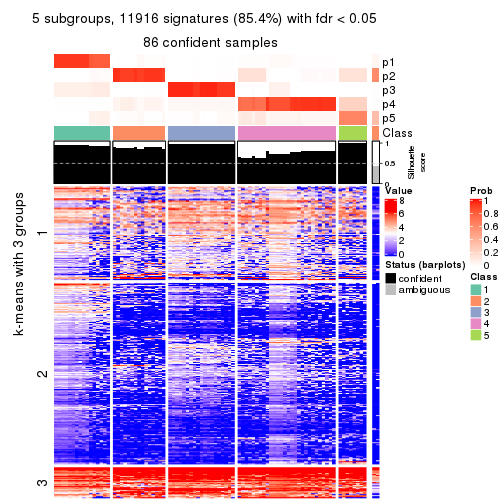 5 subgroups, 11916 signatures (85.4%) with fdr < 0.05
86 confident samples
p1
p2
p3
p4
p5
Class
1
0.5
0
Silhouette
score
k-means with 3 groups
1
2
3
Value
8
6
4
2
0
Status (barplots)
confident
ambiguous
Prob
1
0.8
0.6
0.4
0.2
0
Class
1
2
3
4
5